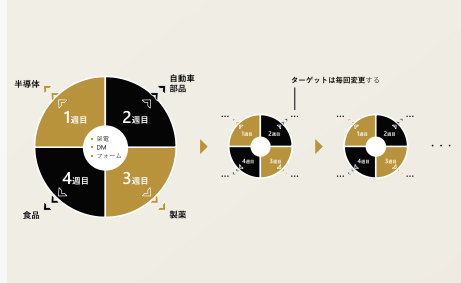 半導体
自動車
部品
1週目
2週目
• 架電
• DM
• フォーム
4週目
3週目
食品
製薬
ターゲットは毎回変更する
...
...
1週目
2週目
4週目
3週目
...
...
...
...
1週目
2週目
4週目
3週目
...
...
・・・